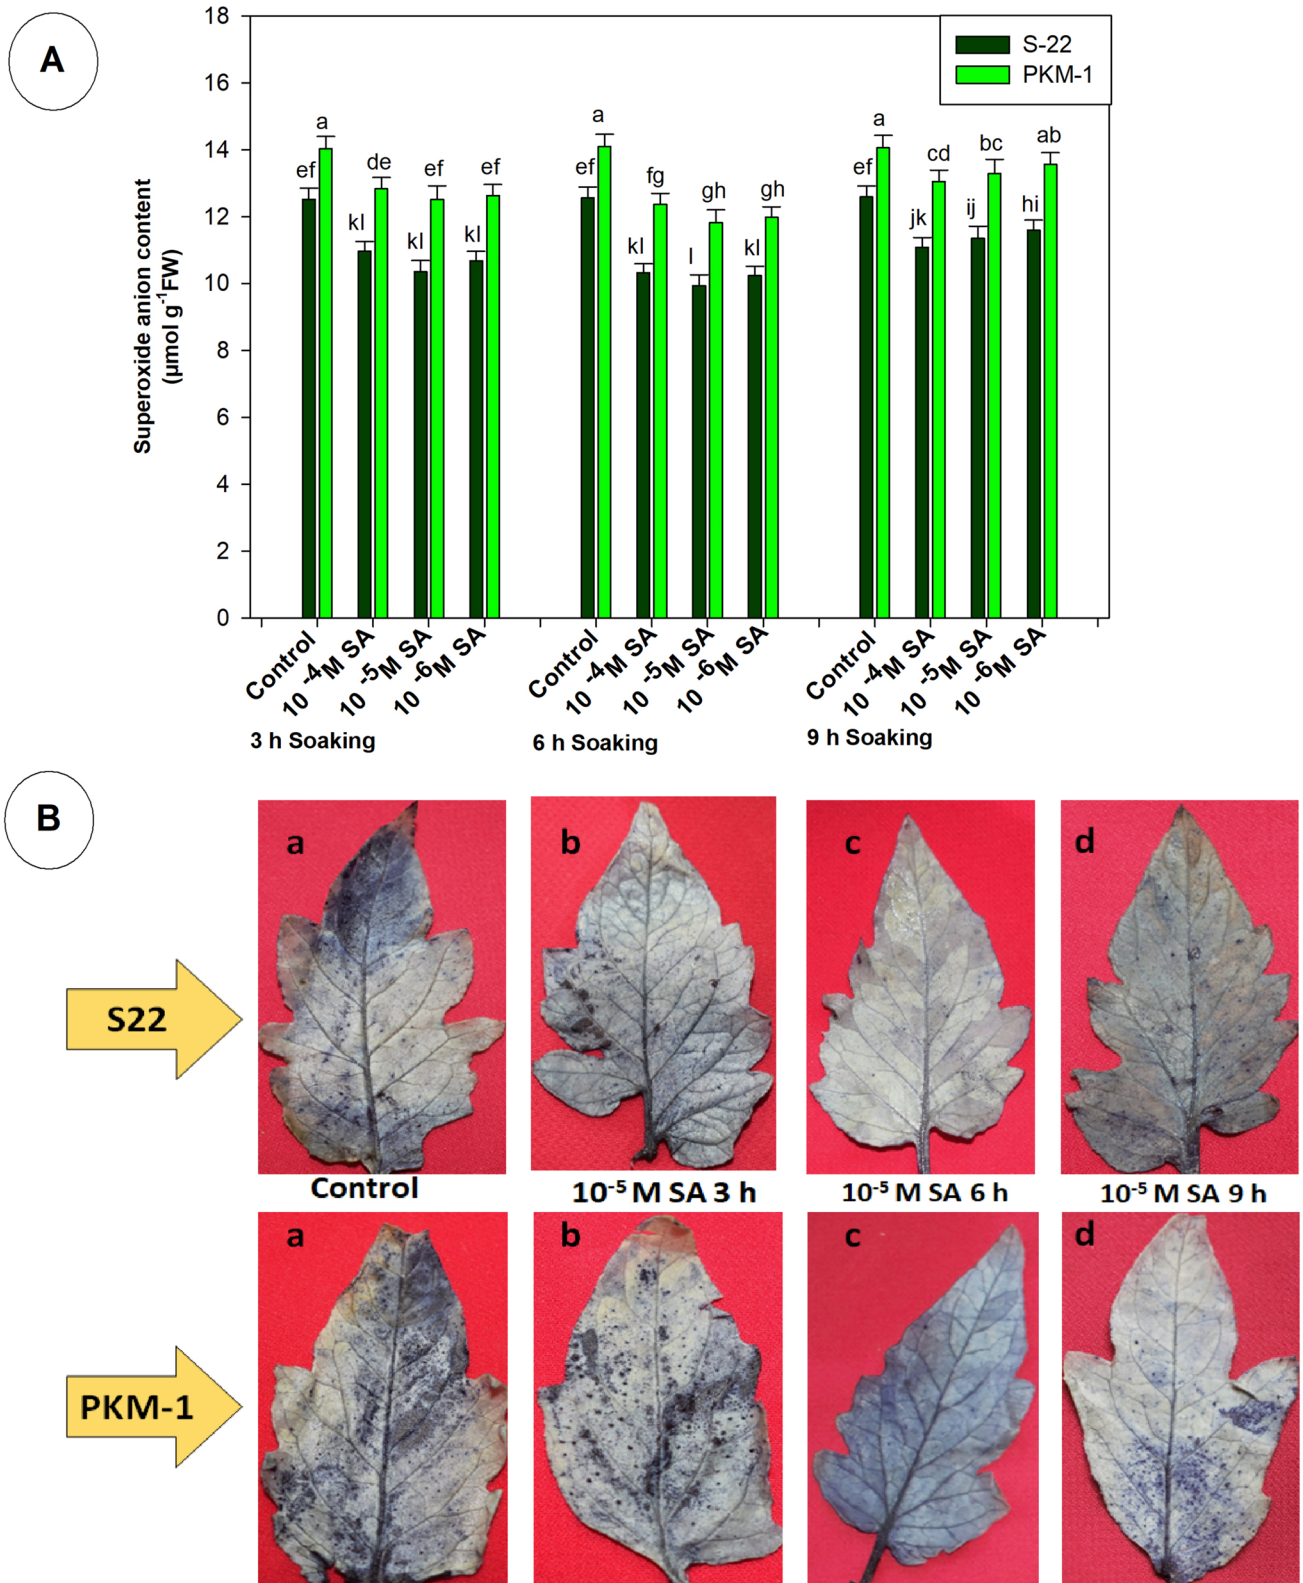 A
Superoxide anion content
(µmol g⁻¹FW)
18
16
14
12
10
8
6
4
2
0
S-22
PKM-1
ef a kl de kl ef kl ef
ef a kl fg l gh kl gh
ef a jk cd ij bc hi ab
Control 10 -4M SA 10 -5M SA 10 -6M SA
Control 10 -4M SA 10 -5M SA 10 -6M SA
Control 10 -4M SA 10 -5M SA 10 -6M SA
3 h Soaking 6 h Soaking 9 h Soaking
B
a b c d
S22
Control 10⁻⁵ M SA 3 h 10⁻⁵ M SA 6 h 10⁻⁵ M SA 9 h
a b c d
PKM-1